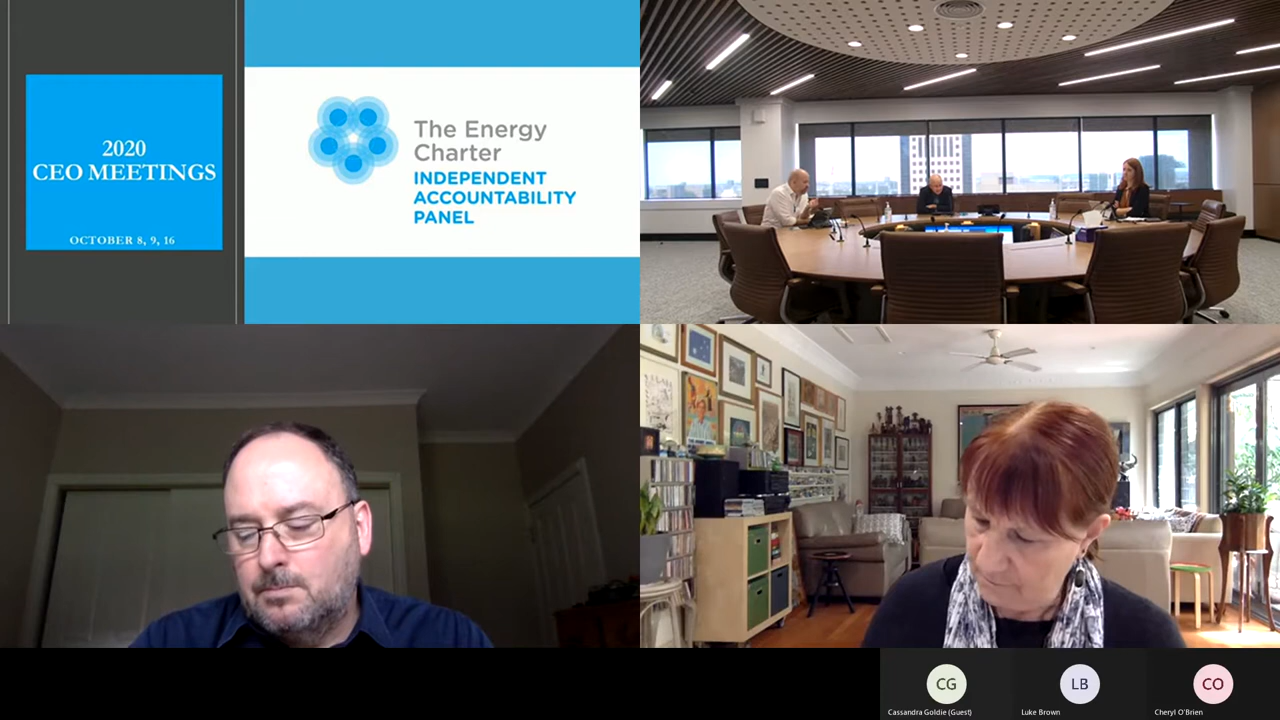 2020
CEO MEETINGS
OCTOBER 8, 9, 16
The Energy
Charter
INDEPENDENT
ACCOUNTABILITY
PANEL
CG
LB
CO
Cassandra Goldie (Guest)
Luke Brown
Cheryl O'Brien